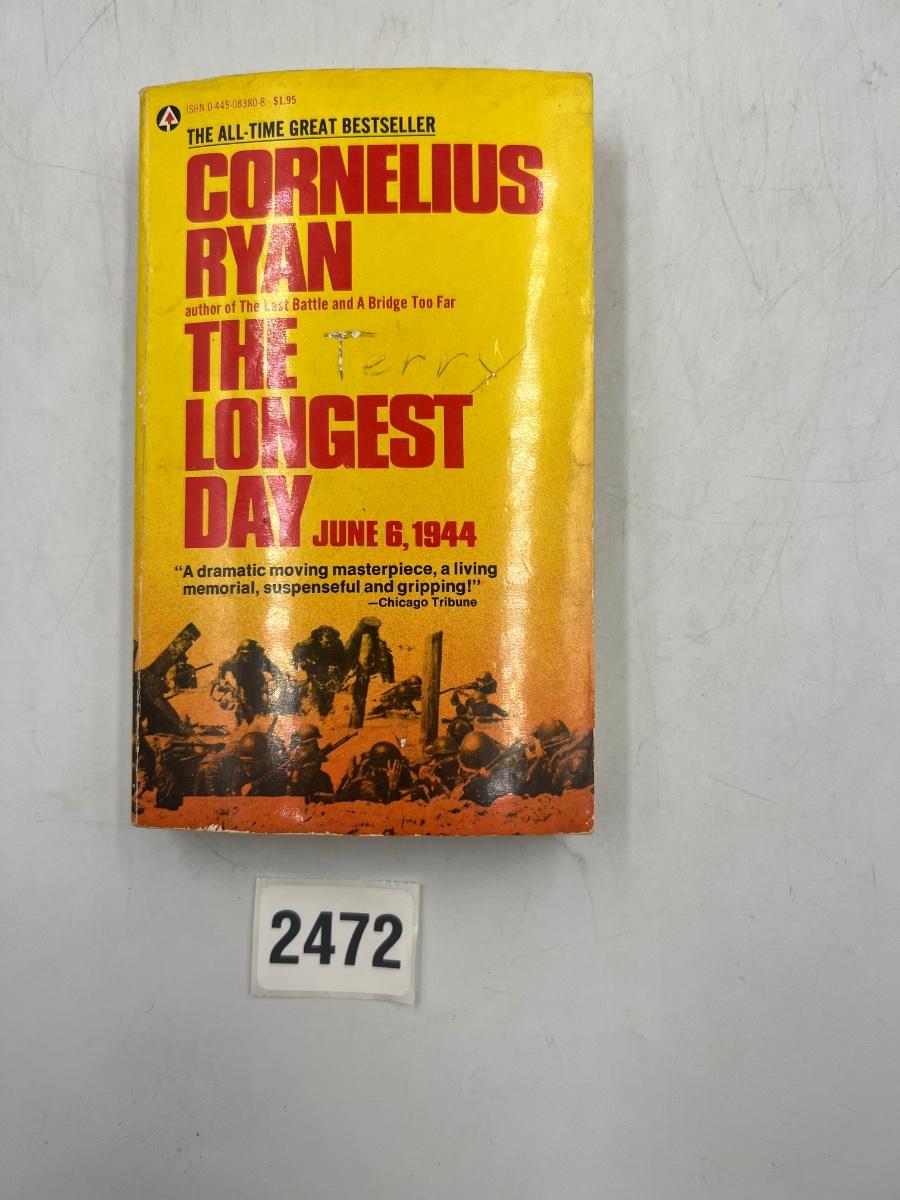 ISBN 0-445-08380-8 $1.95
THE ALL-TIME GREAT BESTSELLER
CORNELIUS
RYAN
author of The Last Battle and A Bridge Too Far
THE Terry
LONGEST
DAY JUNE 6, 1944
“A dramatic moving masterpiece, a living
memorial, suspenseful and gripping!”
—Chicago Tribune
2472